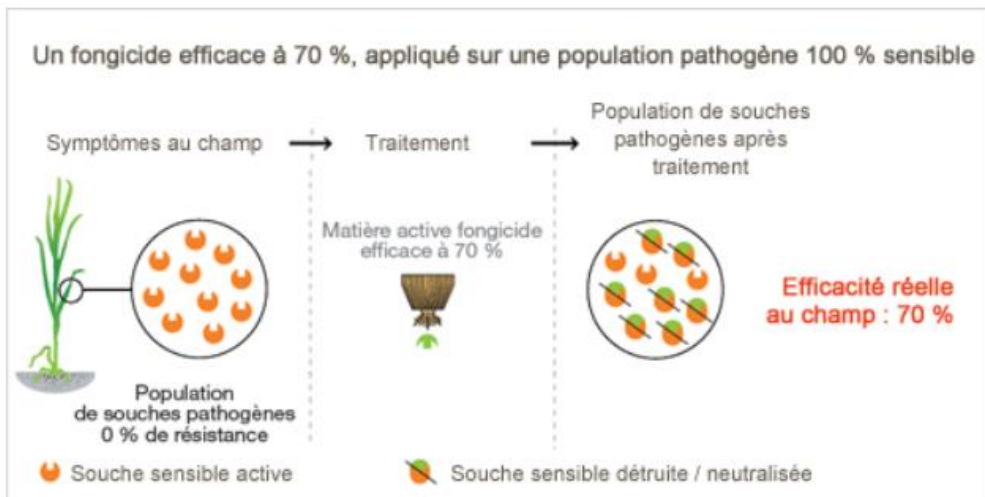 Un fongicide efficace à 70 %, appliqué sur une population pathogène 100 % sensible
Symptômes au champ
Traitement
Population de souches
pathogènes après
traitement
Matière active fongicide
efficace à 70 %
Efficacité réelle
au champ : 70 %
Population
de souches pathogènes
0 % de résistance
Souche sensible active
Souche sensible détruite / neutralisée